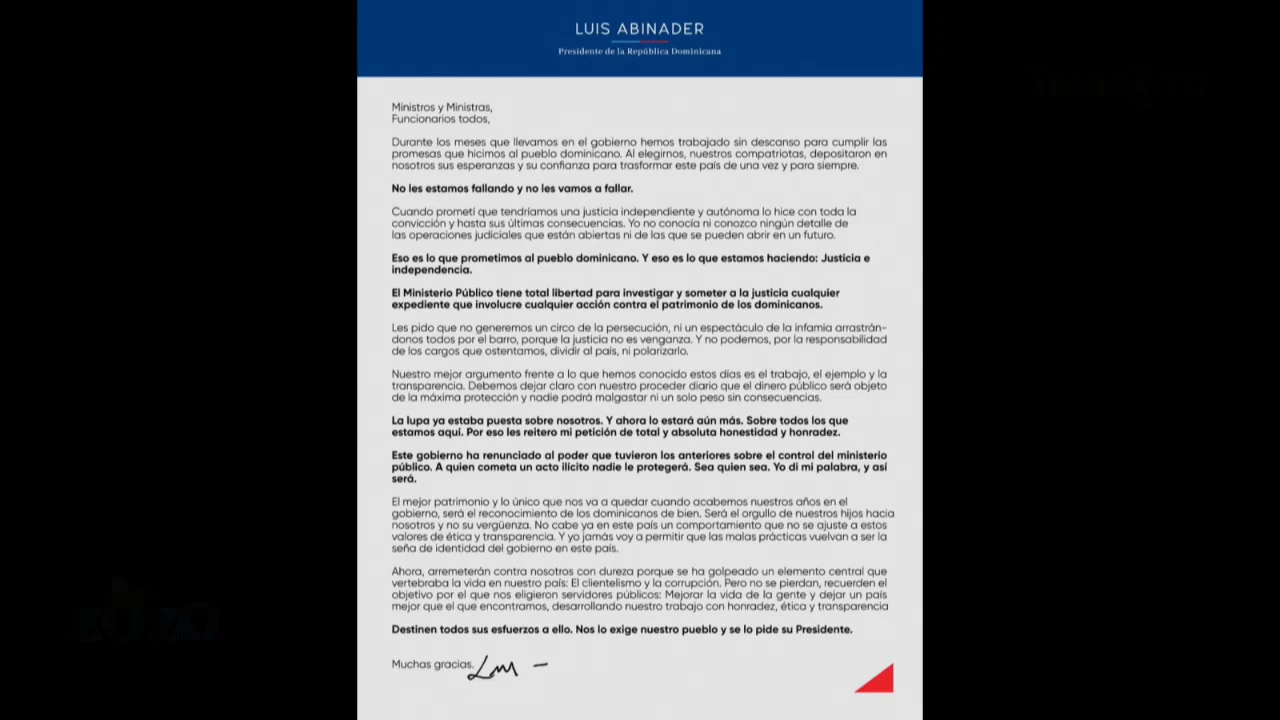 LUIS ABINADER
Presidente de la República Dominicana
Ministros y Ministras,
Funcionarios todos,
Durante los meses que llevamos en el gobierno hemos trabajado sin descanso para cumplir las
promesas que hicimos al pueblo dominicano. Al elegirnos, nuestros compatriotas, depositaron en
nosotros sus esperanzas y su confianza para trasformar este país de una vez y para siempre.
No les estamos fallando y no les vamos a fallar.
Cuando prometí que tendríamos una justicia independiente y autónoma lo hice con toda la
convicción y hasta sus últimas consecuencias. Yo no conocía ni conozco ningún detalle de
las operaciones judiciales que están abiertas ni de las que se pueden abrir en un futuro.
Eso es lo que prometimos al pueblo dominicano. Y eso es lo que estamos haciendo: Justicia e
independencia.
El Ministerio Público tiene total libertad para investigar y someter a la justicia cualquier
expediente que involucre cualquier acción contra el patrimonio de los dominicanos.
Les pido que no generemos un circo de la persecución, ni un espectáculo de la infamia arrastrán-
donos todos por el barro, porque la justicia no es venganza. Y no podemos, por la responsabilidad
de los cargos que ostentamos, dividir al país, ni polarizarlo.
Nuestro mejor argumento frente a lo que hemos conocido estos días es el trabajo, el ejemplo y la
transparencia. Debemos dejar claro con nuestro proceder diario que el dinero público será objeto
de la máxima protección y nadie podrá malgastar ni un solo peso sin consecuencias.
La lupa ya estaba puesta sobre nosotros. Y ahora lo estará aún más. Sobre todos los que
estamos aquí. Por eso les reitero mi petición de total y absoluta honestidad y honradez.
Este gobierno ha renunciado al poder que tuvieron los anteriores sobre el control del ministerio
público. A quien cometa un acto ilícito nadie le protegerá. Sea quien sea. Yo di mi palabra, y así
será.
El mejor patrimonio y lo único que nos va a quedar cuando acabemos nuestros años en el
gobierno, será el reconocimiento de los dominicanos de bien. Será el orgullo de nuestros hijos hacia
nosotros y no su vergüenza. No cabe ya en este país un comportamiento que no se ajuste a estos
valores de ética y transparencia. Y yo jamás voy a permitir que las malas prácticas vuelvan a ser la
seña de identidad del gobierno en este país.
Ahora, arremeterán contra nosotros con dureza porque se ha golpeado un elemento central que
vertebraba la vida en nuestro país: El clientelismo y la corrupción. Pero no se pierdan, recuerden el
objetivo por el que nos eligieron servidores públicos: Mejorar la vida de la gente y dejar un país
mejor que el que encontramos, desarrollando nuestro trabajo con honradez, ética y transparencia
Destinen todos sus esfuerzos a ello. Nos lo exige nuestro pueblo y se lo pide su Presidente.
Muchas gracias.